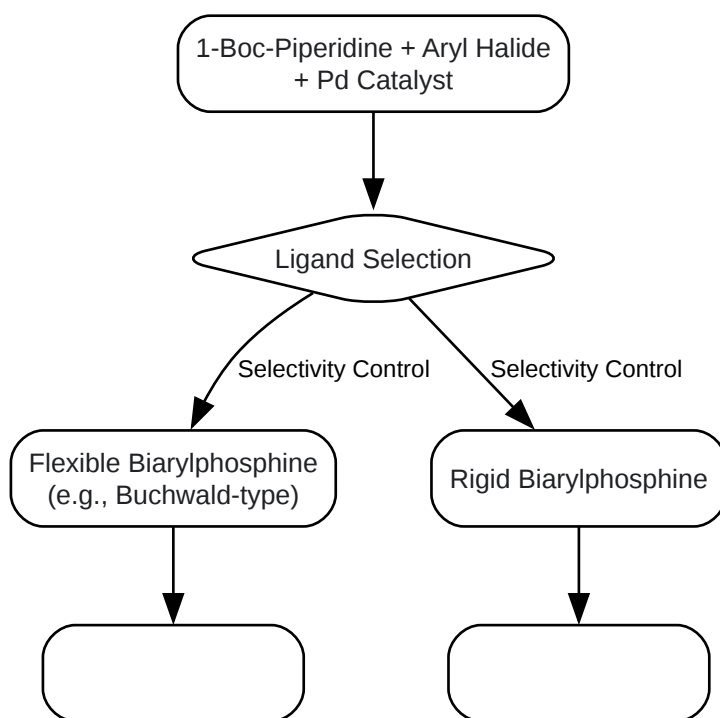 1-Boc-Piperidine + Aryl Halide
+ Pd Catalyst
Ligand Selection
Selectivity Control
Selectivity Control
Flexible Biarylphosphine
(e.g., Buchwald-type)
Rigid Biarylphosphine